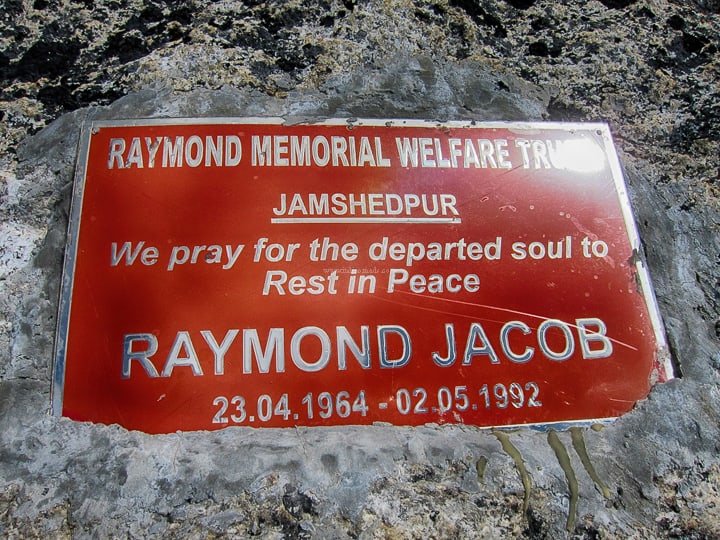 RAYMOND MEMORIAL WELFARE TRUST
JAMSHEDPUR
We pray for the departed soul to
Rest in Peace
RAYMOND JACOB
23.04.1964 - 02.05.1992